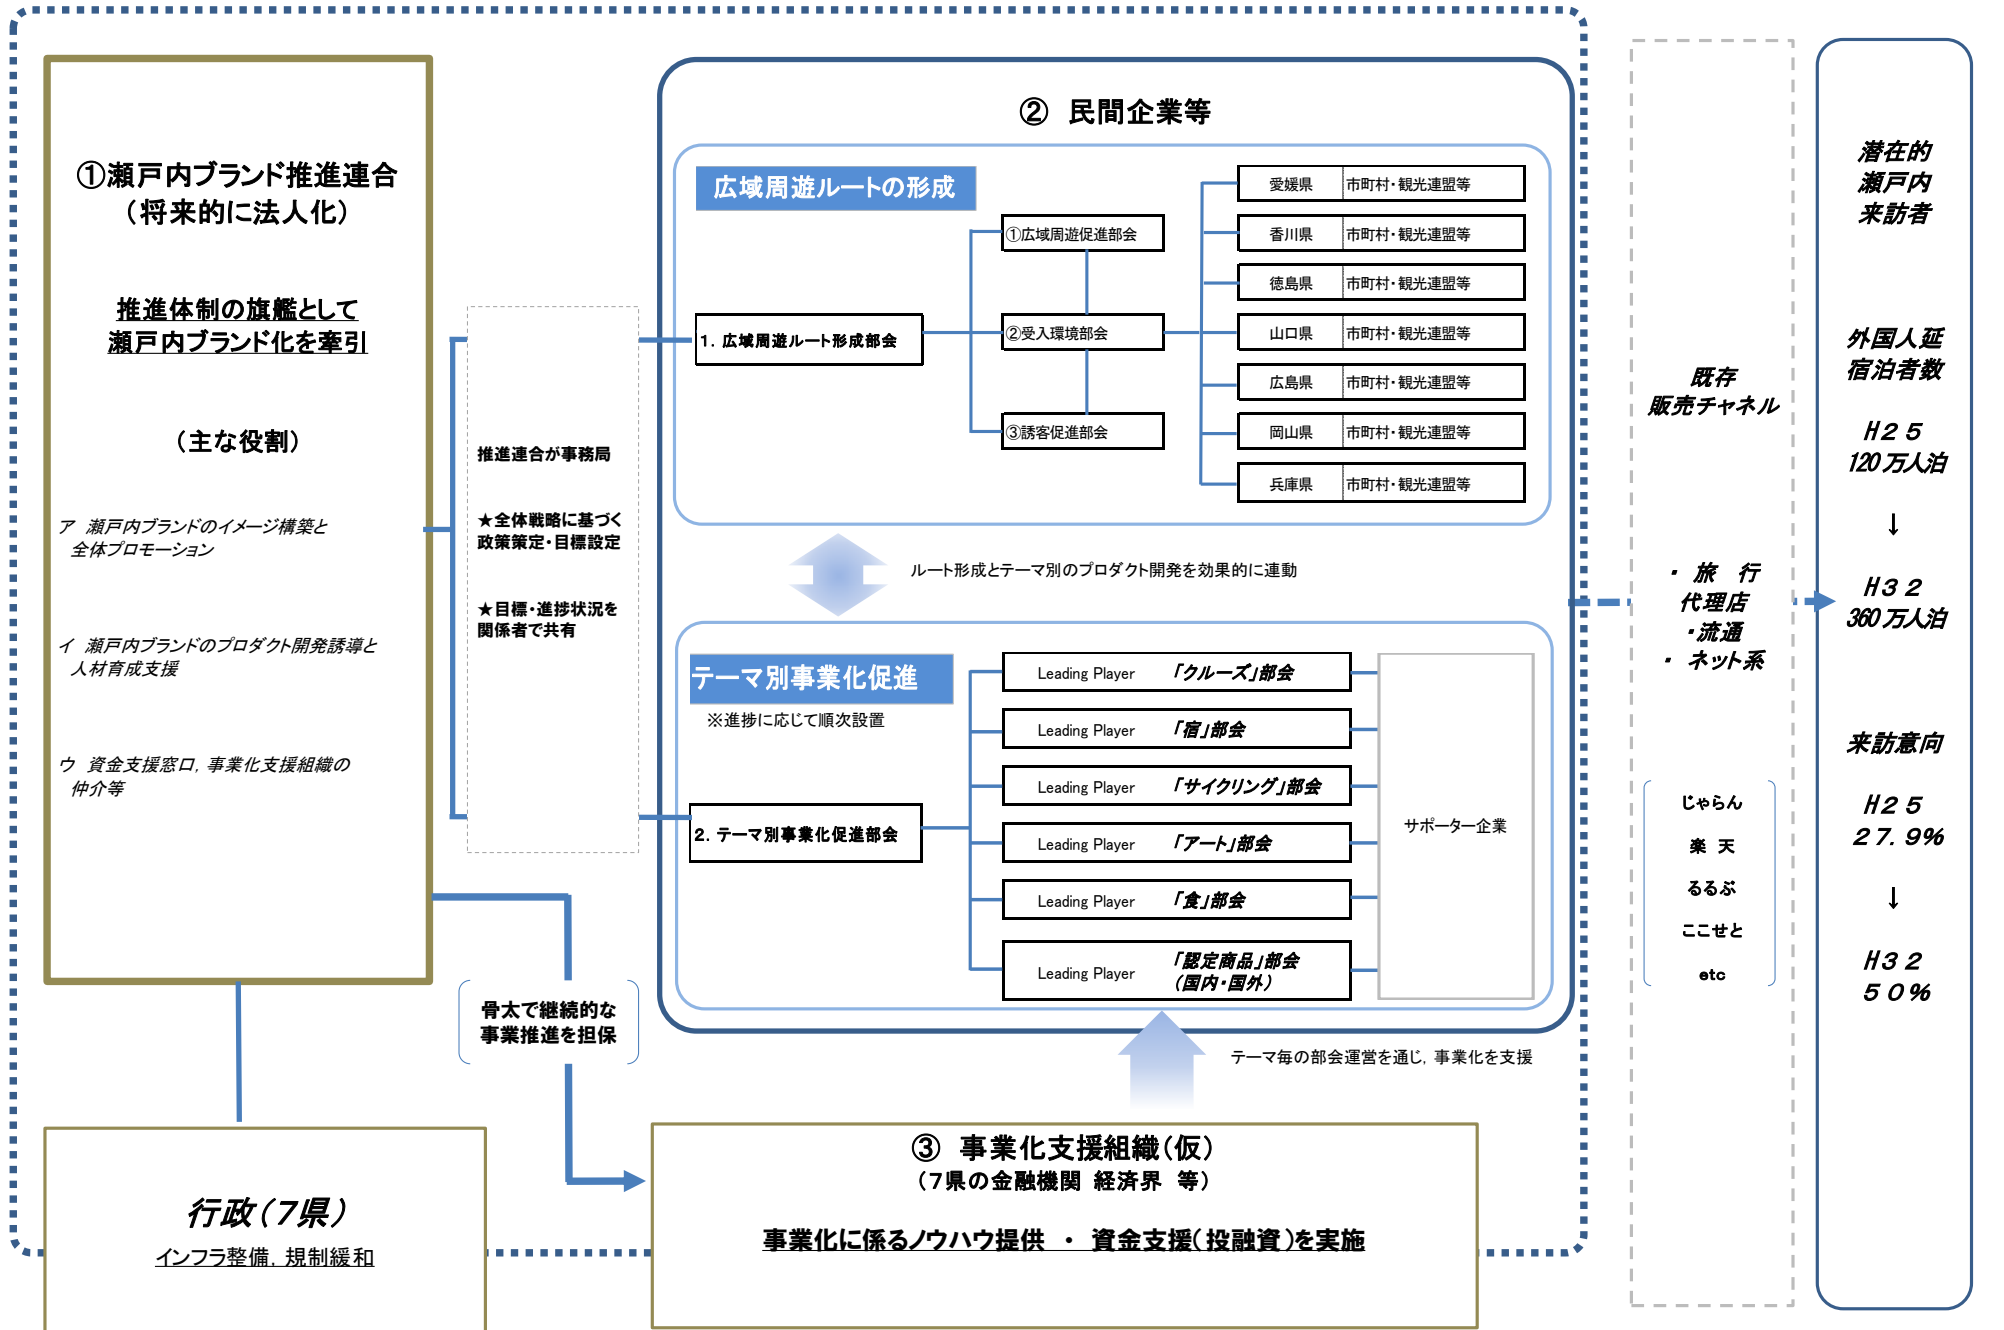 ①瀬戸内ブランド推進連合
（将来的に法人化）
推進体制の旗艦として
瀬戸内ブランド化を牽引
（主な役割）
ア 瀬戸内ブランドのイメージ構築と
全体プロモーション
イ 瀬戸内ブランドのプロダクト開発誘導と
人材育成支援
ウ 資金支援窓口，事業化支援組織の
仲介等
推進連合が事務局
★全体戦略に基づく
政策策定・目標設定
★目標・進捗状況を
関係者で共有
骨太で継続的な
事業推進を担保
行政（7県）
インフラ整備，規制緩和
② 民間企業等
広域周遊ルートの形成
1．広域周遊ルート形成部会
①広域周遊促進部会
②受入環境部会
③誘客促進部会
愛媛県 市町村・観光連盟等
香川県 市町村・観光連盟等
徳島県 市町村・観光連盟等
山口県 市町村・観光連盟等
広島県 市町村・観光連盟等
岡山県 市町村・観光連盟等
兵庫県 市町村・観光連盟等
ルート形成とテーマ別のプロダクト開発を効果的に連動
テーマ別事業化促進
※進捗に応じて順次設置
2．テーマ別事業化促進部会
Leading Player 「クルーズ」部会
Leading Player 「宿」部会
Leading Player 「サイクリング」部会
Leading Player 「アート」部会
Leading Player 「食」部会
Leading Player 「認定商品」部会
（国内・国外）
サポーター企業
テーマ毎の部会運営を通じ，事業化を支援
③ 事業化支援組織（仮）
（7県の金融機関 経済界 等）
事業化に係るノウハウ提供 ・ 資金支援（投融資）を実施
既存
販売チャネル
・ 旅 行
代理店
・流通
・ ネット系
じゃらん
楽 天
るるぶ
ここせと
etc
潜在的
瀬戸内
来訪者
外国人延
宿泊者数
H25
120万人泊
↓
H32
360万人泊
来訪意向
H25
27.9%
↓
H32
50%